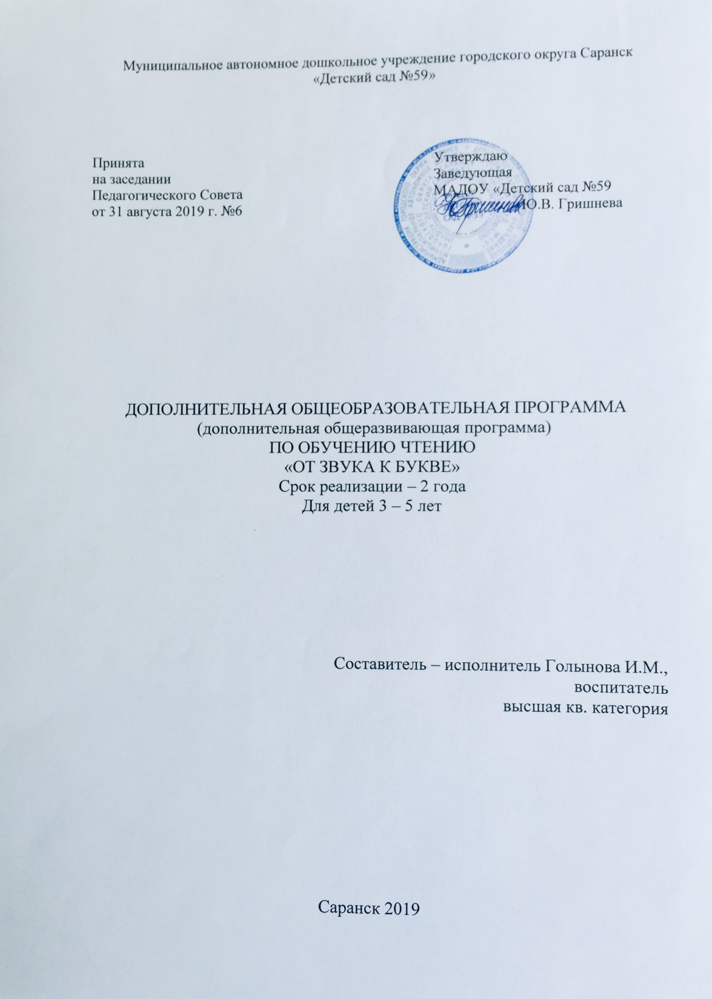 Муниципальное автономное дошкольное учреждение городского округа Саранск
«Детский сад №59»
Принята
на заседании
Педагогического Совета
от 31 августа 2019 г. №6
Утверждаю
Заведующая
МАДОУ «Детский сад №59
Ю.В. Гришнева
ДОПОЛНИТЕЛЬНАЯ ОБЩЕОБРАЗОВАТЕЛЬНАЯ ПРОГРАММА
(дополнительная общеразвивающая программа)
ПО ОБУЧЕНИЮ ЧТЕНИЮ
«ОТ ЗВУКА К БУКВЕ»
Срок реализации – 2 года
Для детей 3 – 5 лет
Составитель – исполнитель Голынова И.М.,
воспитатель
высшая кв. категория
Саранск 2019